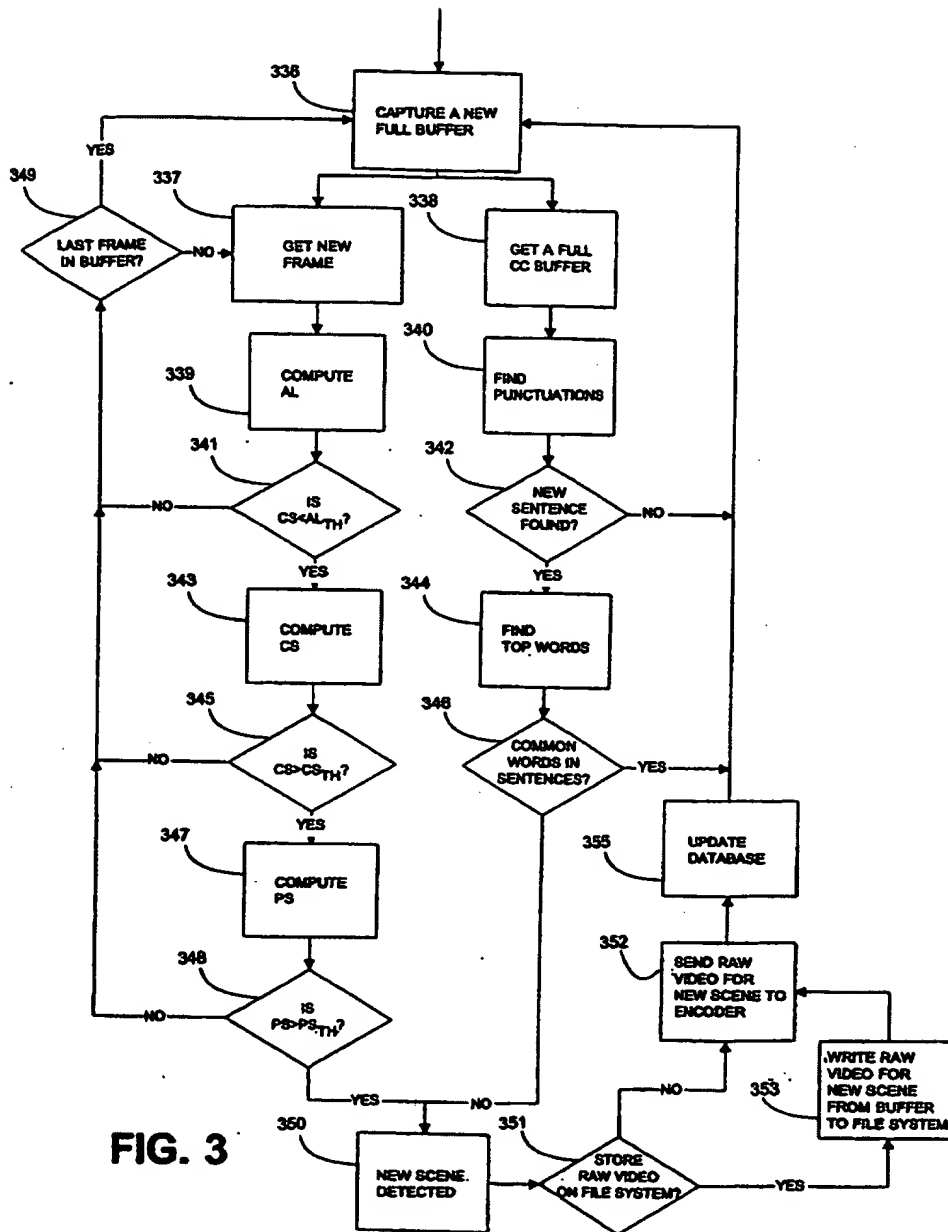 336
CAPTURE A NEW
FULL BUFFER
YES
349
LAST FRAME
IN BUFFER?
NO
337
GET NEW
FRAME
338
GET A FULL
CC BUFFER
339
COMPUTE
AL
340
FIND
PUNCTUATIONS
341
IS
CS<AL TH?
NO
YES
342
NEW
SENTENCE
FOUND?
NO
YES
343
COMPUTE
CS
344
FIND
TOP WORDS
345
IS
CS>CS TH?
NO
YES
346
COMMON
WORDS IN
SENTENCES?
YES
347
COMPUTE
PS
355
UPDATE
DATABASE
348
IS
PS>PS TH?
NO
YES
NO
352
SEND RAW
VIDEO FOR
NEW SCENE TO
ENCODER
353
WRITE RAW
VIDEO FOR
NEW SCENE
FROM BUFFER
TO FILE SYSTEM
NO
FIG. 3
350
NEW SCENE
DETECTED
351
STORE
RAW VIDEO
ON FILE SYSTEM?
YES